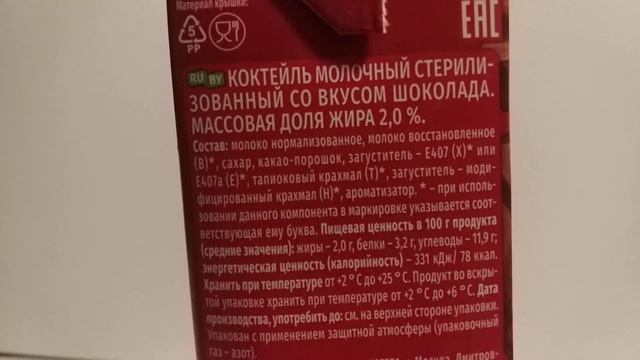 Материал крышки:
5
PP
EAC
RU BY КОКТЕЙЛЬ МОЛОЧНЫЙ СТЕРИЛИ-
ЗОВАННЫЙ СО ВКУСОМ ШОКОЛАДА.
МАССОВАЯ ДОЛЯ ЖИРА 2,0 %.
Состав: молоко нормализованное, молоко восстановленное
(В)*, сахар, какао-порошок, загуститель – Е407 (Х)* или
Е407а (Е)*, тапиоковый крахмал (Т)*, загуститель – моди-
фицированный крахмал (Н)*, ароматизатор. * – при исполь-
зовании данного компонента в маркировке указывается соот-
ветствующая ему буква. Пищевая ценность в 100 г продукта
(средние значения): жиры – 2,0 г, белки – 3,2 г, углеводы – 11,9 г;
энергетическая ценность (калорийность) – 331 кДж/ 78 ккал.
Хранить при температуре от +2 °С до +25 °С. Продукт во вскры-
той упаковке хранить при температуре от +2 °С до +6 °С. Дата
производства, употребить до: см. на верхней стороне упаковки.
Упакован с применением защитной атмосферы (упаковочный
газ – азот).
Москва, Дмитров-